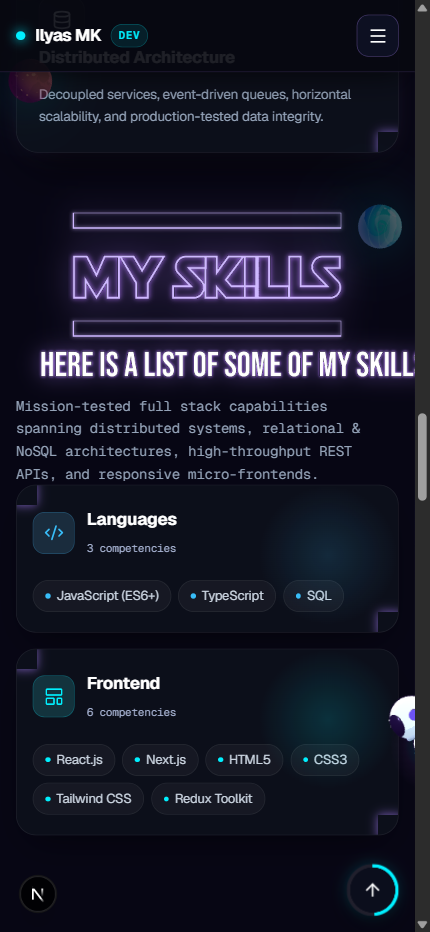 Ilyas MK
DEV
Distributed Architecture
Decoupled services, event-driven queues, horizontal
scalability, and production-tested data integrity.
MY SKILLS
HERE IS A LIST OF SOME OF MY SKILLS
Mission-tested full stack capabilities
spanning distributed systems, relational &
NoSQL architectures, high-throughput REST
APIs, and responsive micro-frontends.
Languages
3 competencies
JavaScript (ES6+)
TypeScript
SQL
Frontend
6 competencies
React.js
Next.js
HTML5
CSS3
Tailwind CSS
Redux Toolkit
N